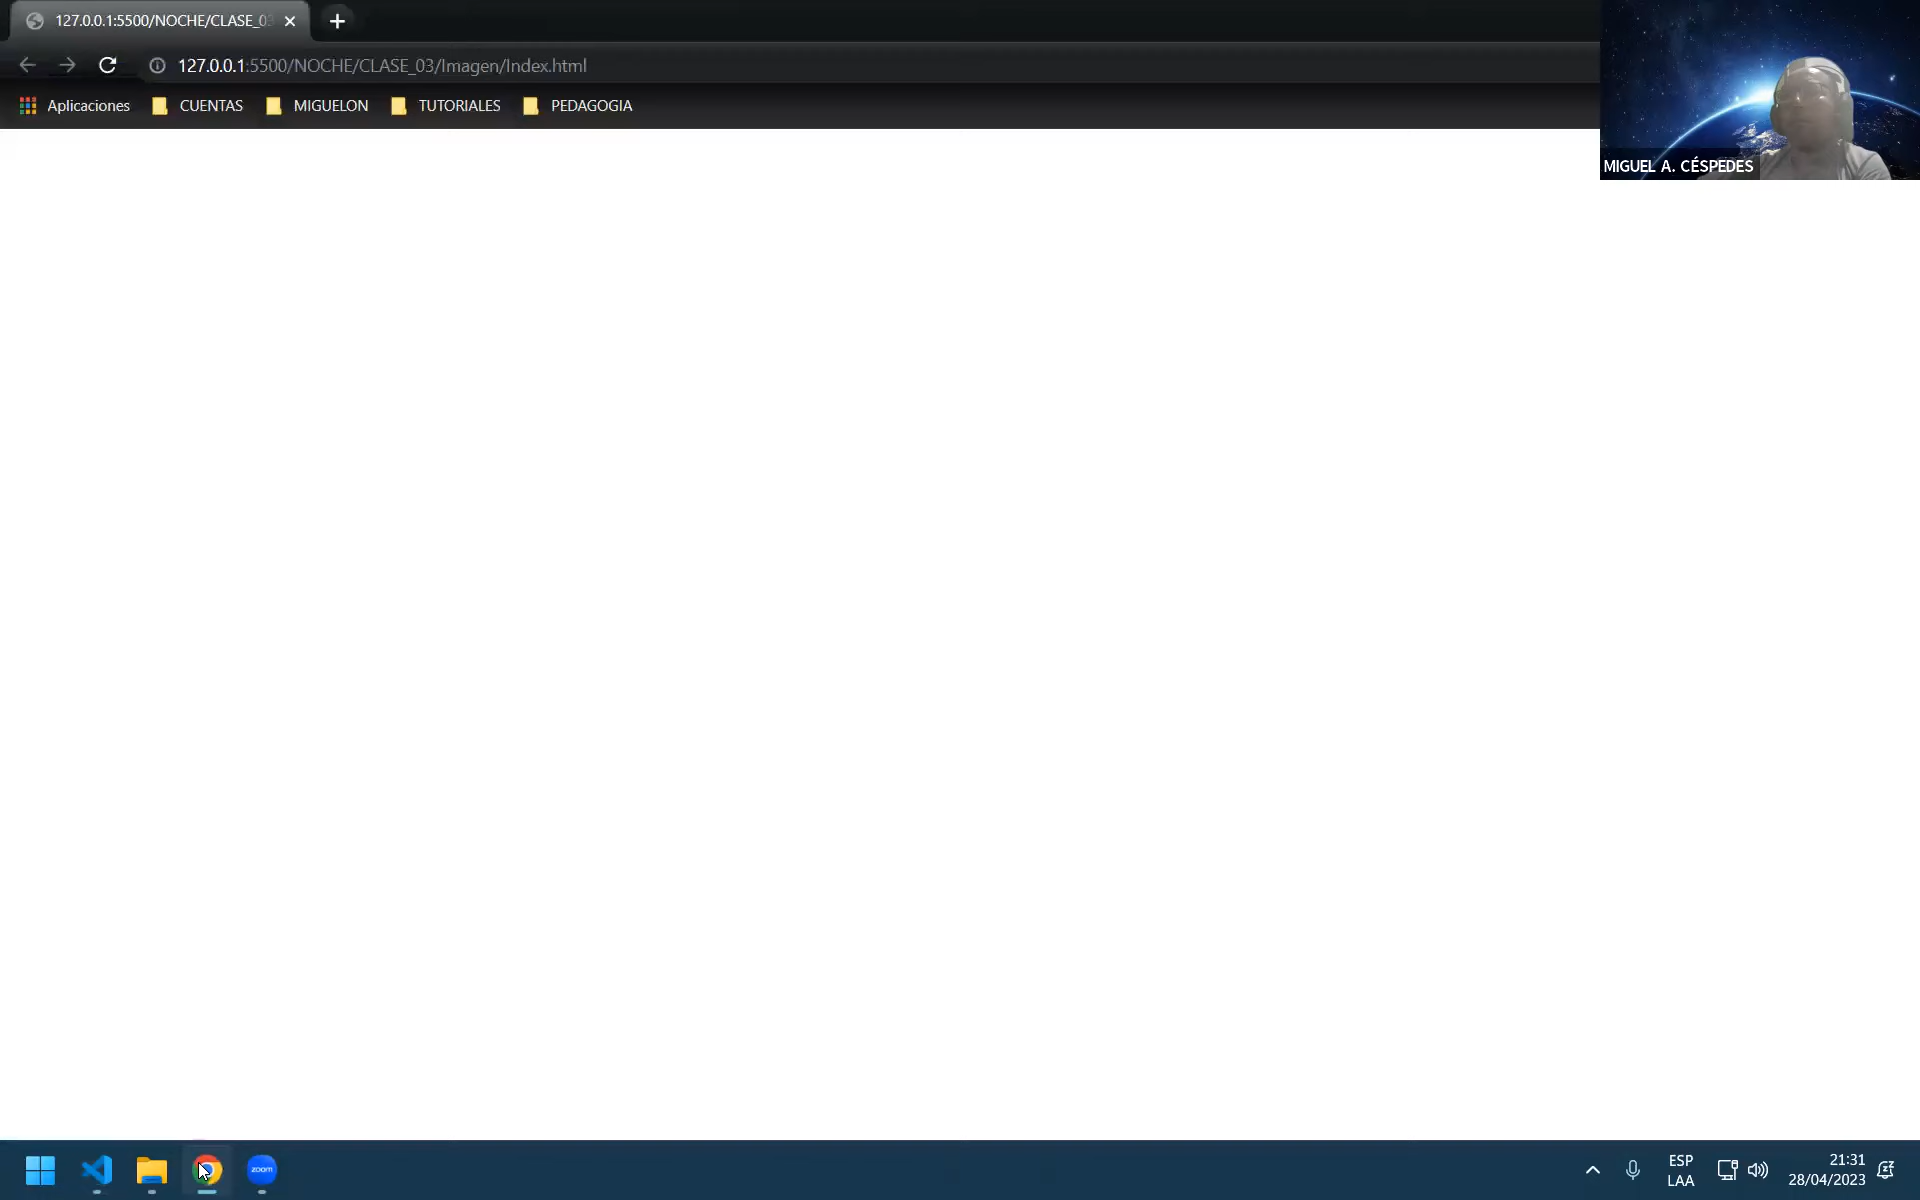 127.0.0.1:5500/NOCHE/CLASE_03
127.0.0.1:5500/NOCHE/CLASE_03/Imagen/Index.html
Aplicaciones CUENTAS MIGUELON TUTORIALES PEDAGOGIA
MIGUEL A. CÉSPEDES
zoom
ESP
LAA
21:31
28/04/2023